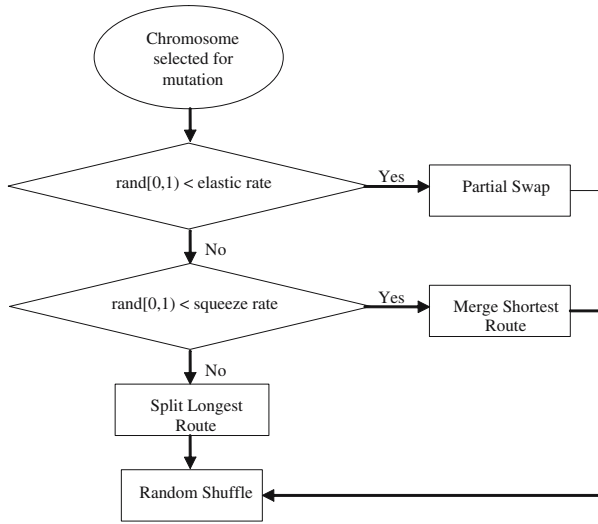 Chromosome
selected for
mutation
rand[0,1) < elastic rate
Yes
Partial Swap
No
rand[0,1) < squeeze rate
Yes
Merge Shortest
Route
No
Split Longest
Route
Random Shuffle